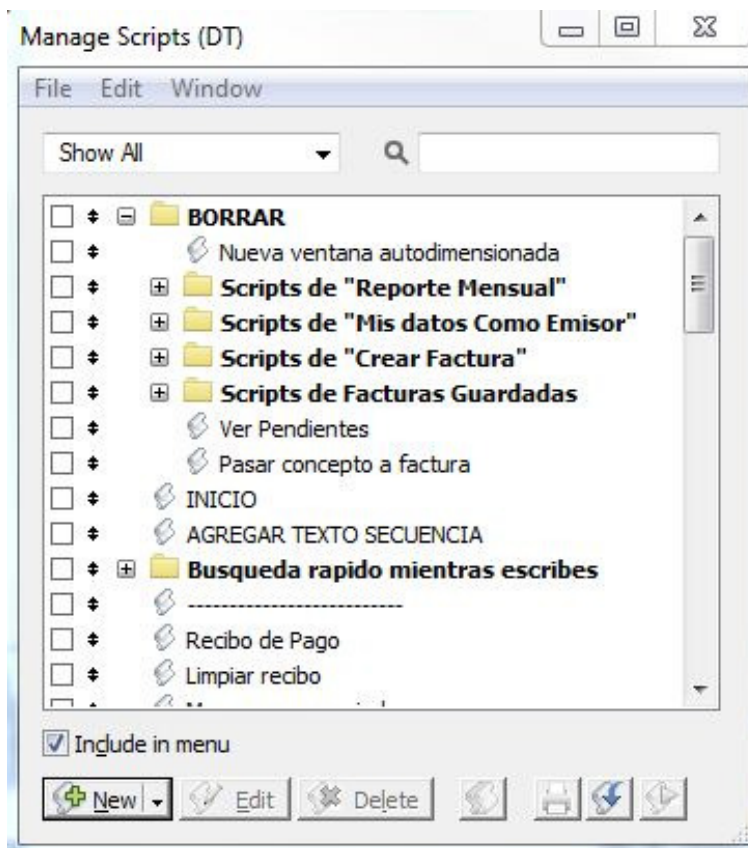 Manage Scripts (DT)
File Edit Window
Show All
BORRAR
Nueva ventana autodimensionada
Scripts de "Reporte Mensual"
Scripts de "Mis datos Como Emisor"
Scripts de "Crear Factura"
Scripts de Facturas Guardadas
Ver Pendientes
Pasar concepto a factura
INICIO
AGREGAR TEXTO SECUENCIA
Busqueda rapido mientras escribes
--------------------------
Recibo de Pago
Limpiar recibo
Include in menu
New Edit Delete